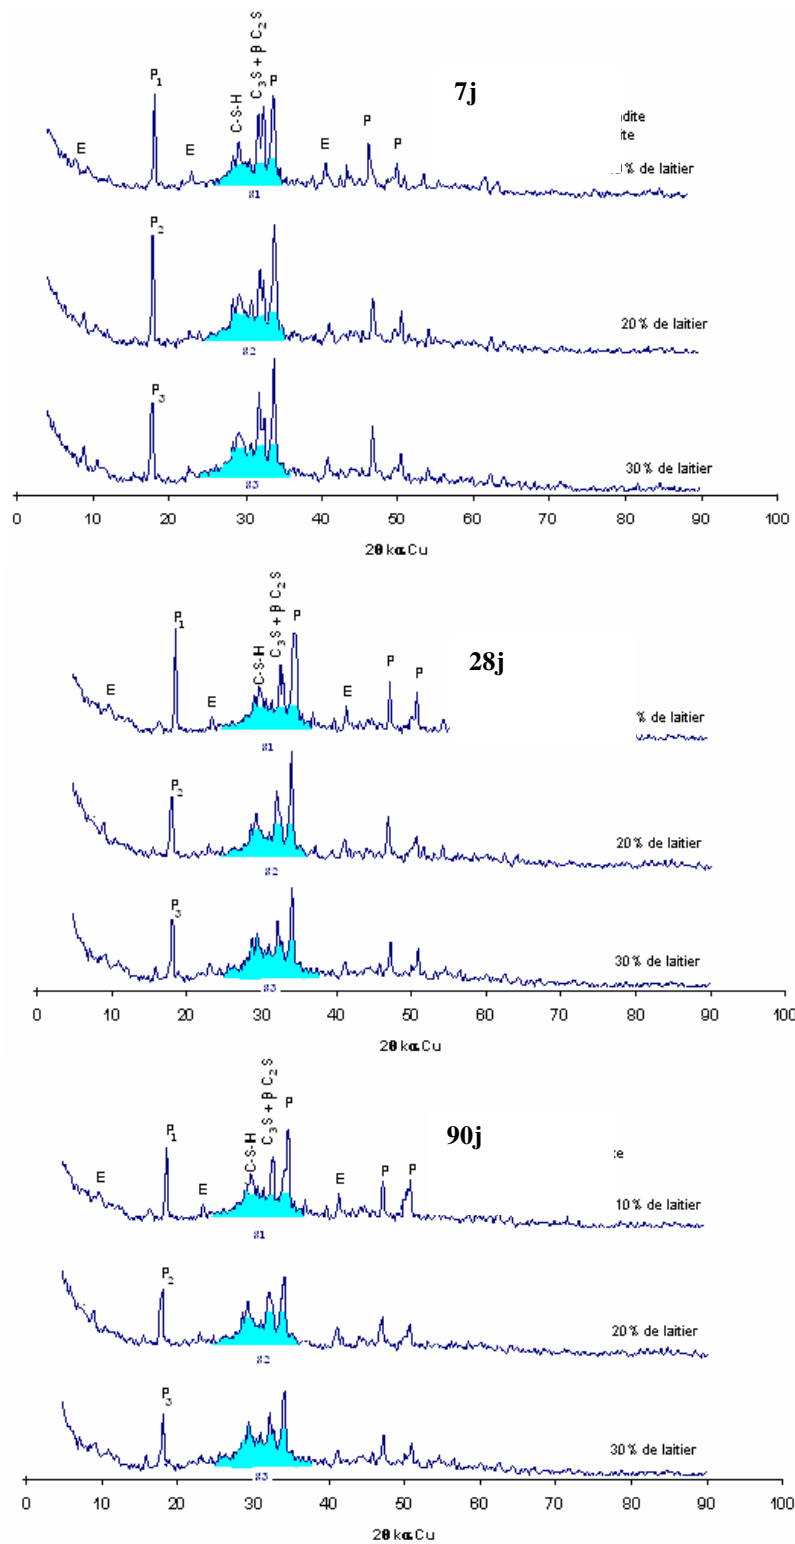 C₃S + β C₂S
P₁
C-S-H
P
7j
P
E
E
E
P
dite
ite
% de laitier
S1
P₂
20% de laitier
S2
P₃
30% de laitier
S3
0 10 20 30 40 50 60 70 80 90 100
2θ kα.Cu
C₃S + β C₂S
P₁
P
C-S-H
28j
P
E
E
E
P
% de laitier
S1
P₂
20% de laitier
S2
P₃
30% de laitier
S3
0 10 20 30 40 50 60 70 80 90 100
2θ kα.Cu
C₃S + β C₂S
P
P₁
C-S-H
90j
:e
E
E
E
P
P
10% de laitier
S1
P₂
20% de laitier
S2
P₃
30% de laitier
S3
0 10 20 30 40 50 60 70 80 90 100
2θ kα.Cu